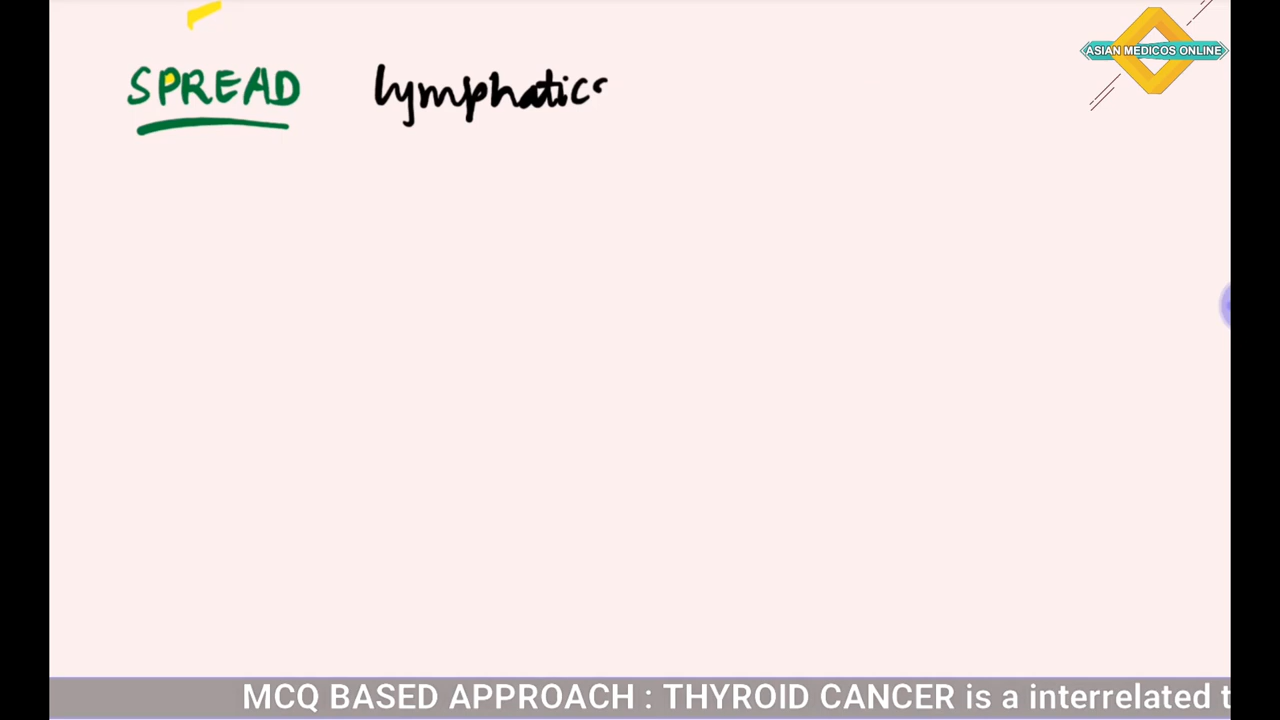 ASIAN MEDICOS ONLINE
SPREAD lymphatics
MCQ BASED APPROACH : THYROID CANCER is a interrelated t